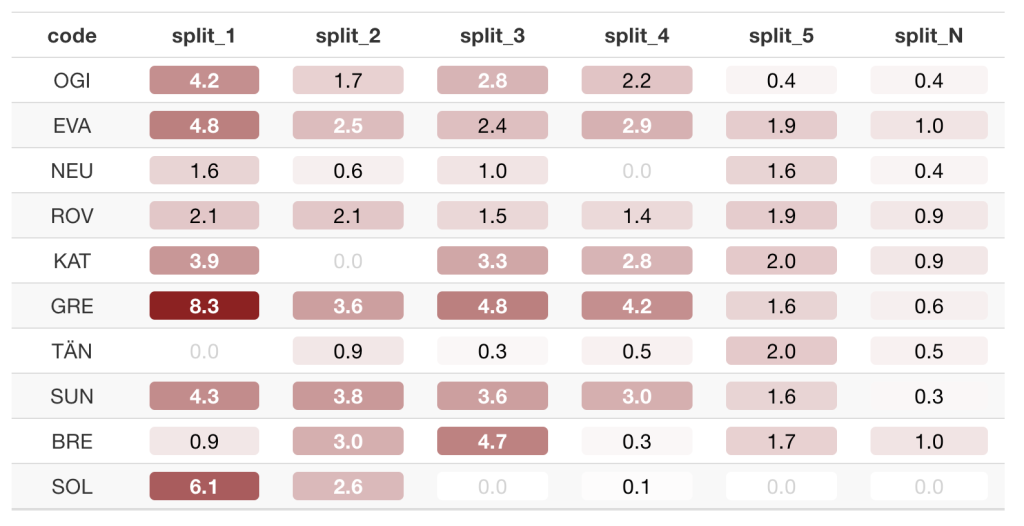 code split_1 split_2 split_3 split_4 split_5 split_N
OGI 4.2 1.7 2.8 2.2 0.4 0.4
EVA 4.8 2.5 2.4 2.9 1.9 1.0
NEU 1.6 0.6 1.0 0.0 1.6 0.4
ROV 2.1 2.1 1.5 1.4 1.9 0.9
KAT 3.9 0.0 3.3 2.8 2.0 0.9
GRE 8.3 3.6 4.8 4.2 1.6 0.6
TÄN 0.0 0.9 0.3 0.5 2.0 0.5
SUN 4.3 3.8 3.6 3.0 1.6 0.3
BRE 0.9 3.0 4.7 0.3 1.7 1.0
SOL 6.1 2.6 0.0 0.1 0.0 0.0